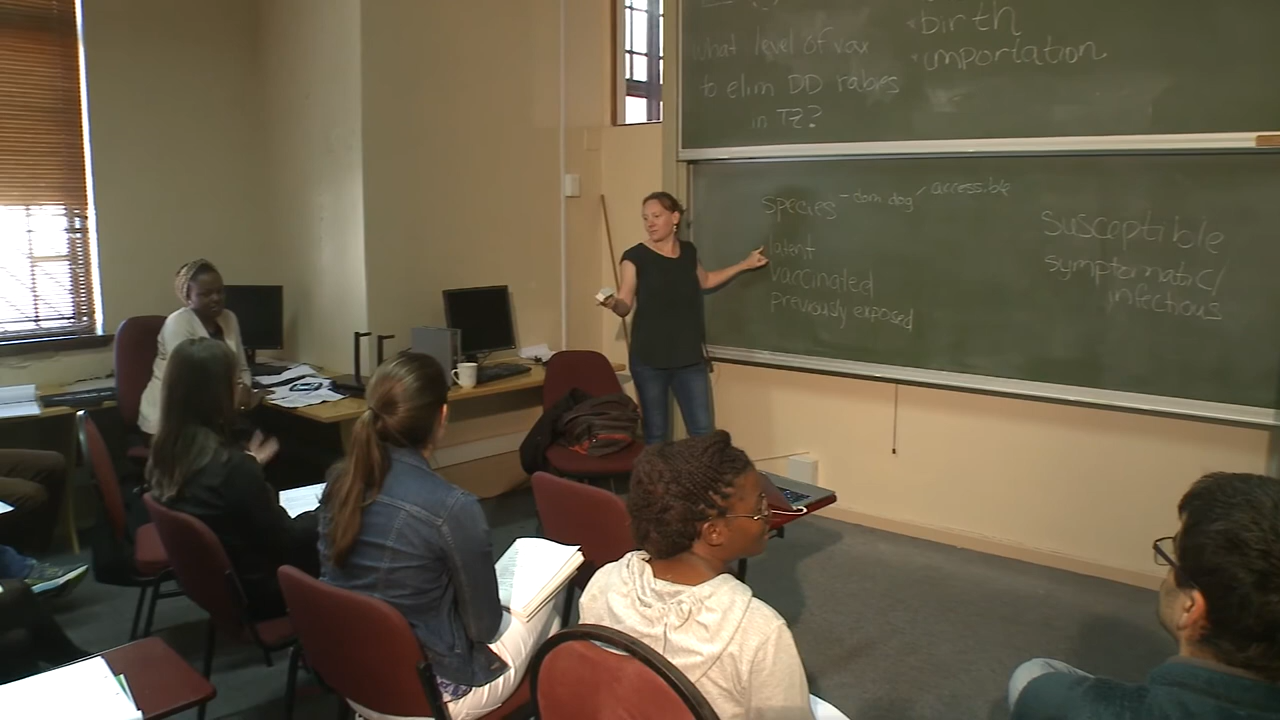 what level of vax
to elim DD rabies
in TZ?
birth
importation
species - dom dog / accessible
latent
vaccinated
previously exposed
susceptible
symptomatic/
infectious